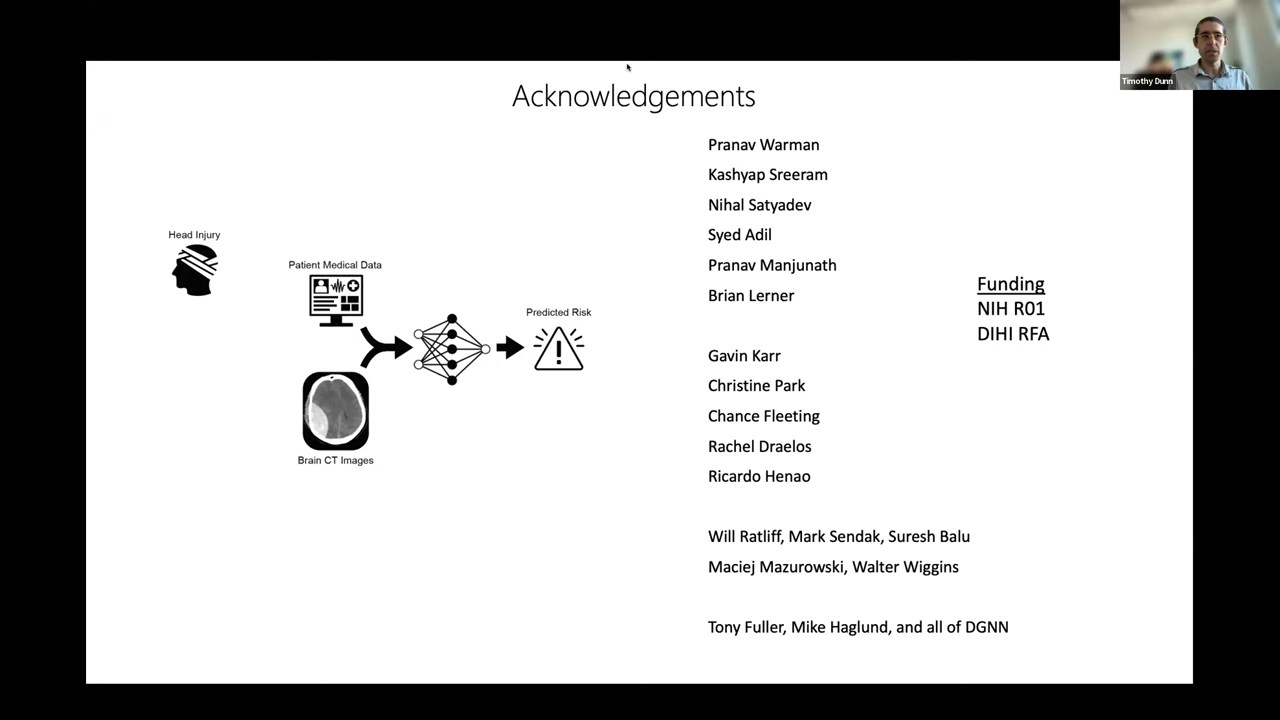 Timothy Dunn
Acknowledgements
Head Injury
Patient Medical Data
Brain CT Images
Predicted Risk
Pranav Warman
Kashyap Sreeram
Nihal Satyadev
Syed Adil
Pranav Manjunath
Brian Lerner
Gavin Karr
Christine Park
Chance Fleeting
Rachel Draelos
Ricardo Henao
Will Ratliff, Mark Sendak, Suresh Balu
Maciej Mazurowski, Walter Wiggins
Tony Fuller, Mike Haglund, and all of DGNN
Funding
NIH R01
DIHI RFA